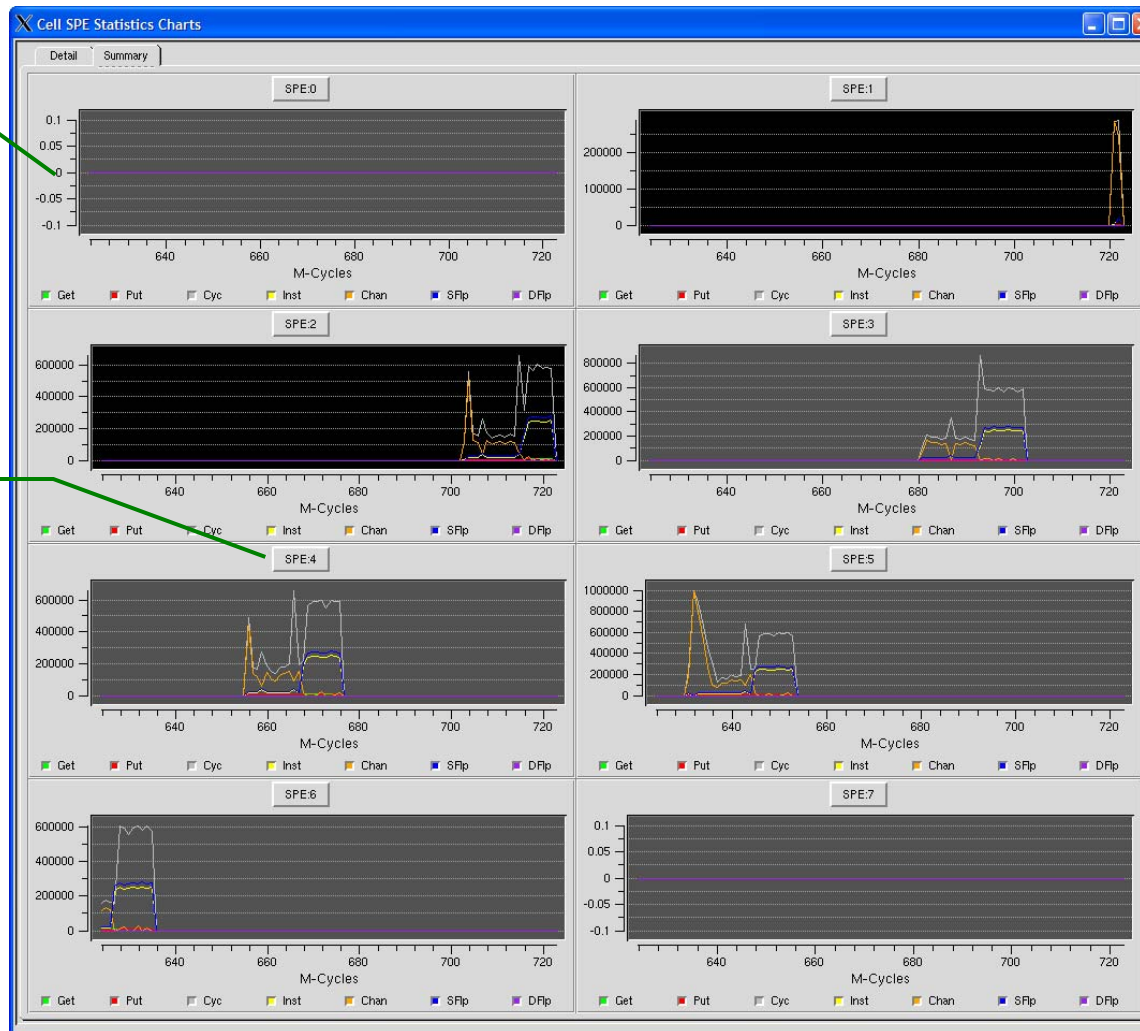 Cell SPE Statistics Charts
Detail Summary
SPE:0
0.1
0.05
0
-0.05
-0.1
640 660 680 700 720
M-Cycles
Get Put Cyc Inst Chan SFlp DFlp
SPE:1
200000
100000
0
640 660 680 700 720
M-Cycles
Get Put Cyc Inst Chan SFlp DFlp
SPE:2
600000
400000
200000
0
640 660 680 700 720
M-Cycles
Get Put Cyc Inst Chan SFlp DFlp
SPE:3
800000
600000
400000
200000
0
640 660 680 700 720
M-Cycles
Get Put Cyc Inst Chan SFlp DFlp
SPE:4
600000
400000
200000
0
640 660 680 700 720
M-Cycles
Get Put Cyc Inst Chan SFlp DFlp
SPE:5
1000000
800000
600000
400000
200000
0
640 660 680 700 720
M-Cycles
Get Put Cyc Inst Chan SFlp DFlp
SPE:6
600000
400000
200000
0
640 660 680 700 720
M-Cycles
Get Put Cyc Inst Chan SFlp DFlp
SPE:7
0.1
0.05
0
-0.05
-0.1
640 660 680 700 720
M-Cycles
Get Put Cyc Inst Chan SFlp DFlp